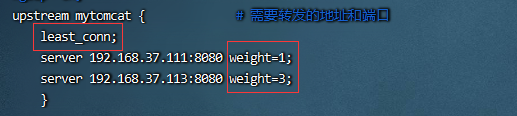 upstream mytomcat { # 需要转发的地址和端口
least_conn;
server 192.168.37.111:8080 weight=1;
server 192.168.37.113:8080 weight=3;
}